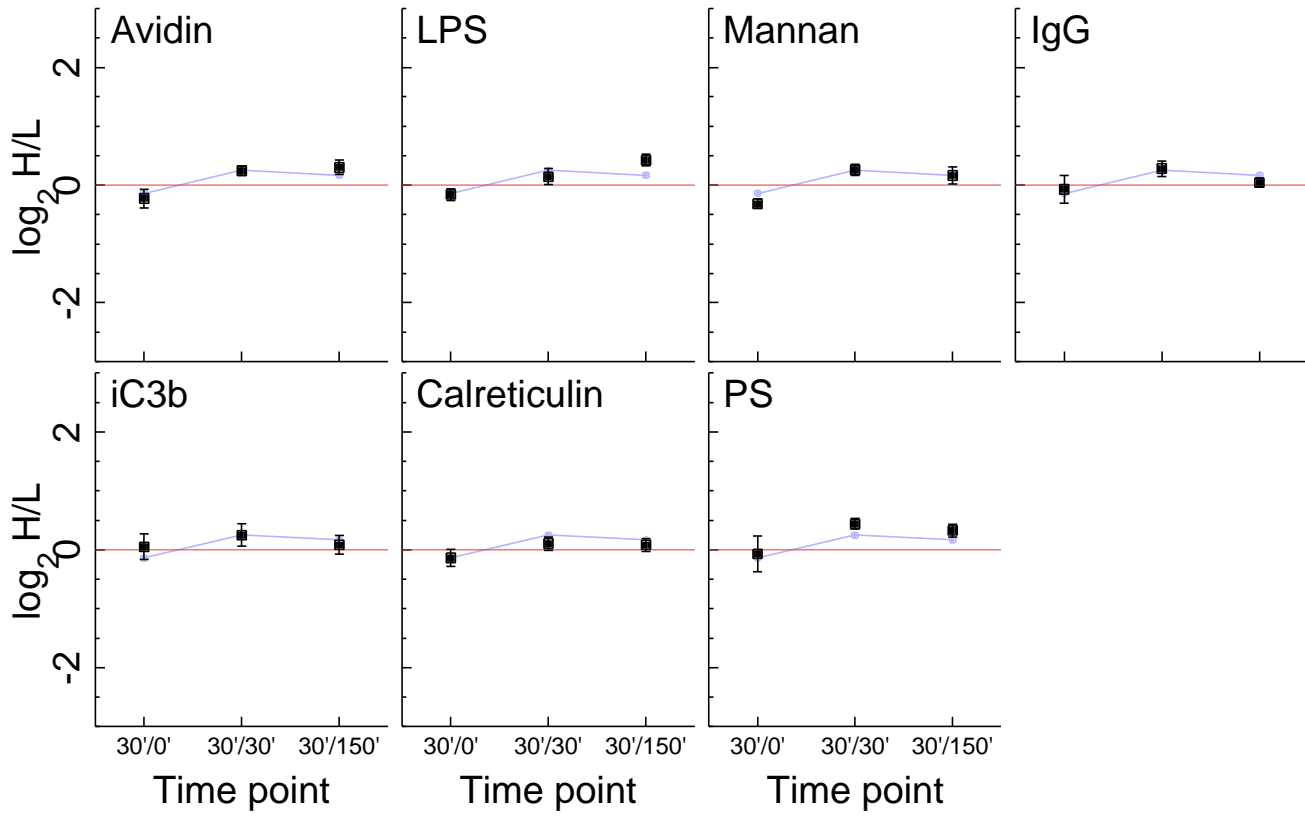 Avidin LPS Mannan IgG
log2 H/L
2
0
-2
iC3b Calreticulin PS
log2 H/L
2
0
-2
30'/0' 30'/30' 30'/150' 30'/0' 30'/30' 30'/150' 30'/0' 30'/30' 30'/150'
Time point Time point Time point